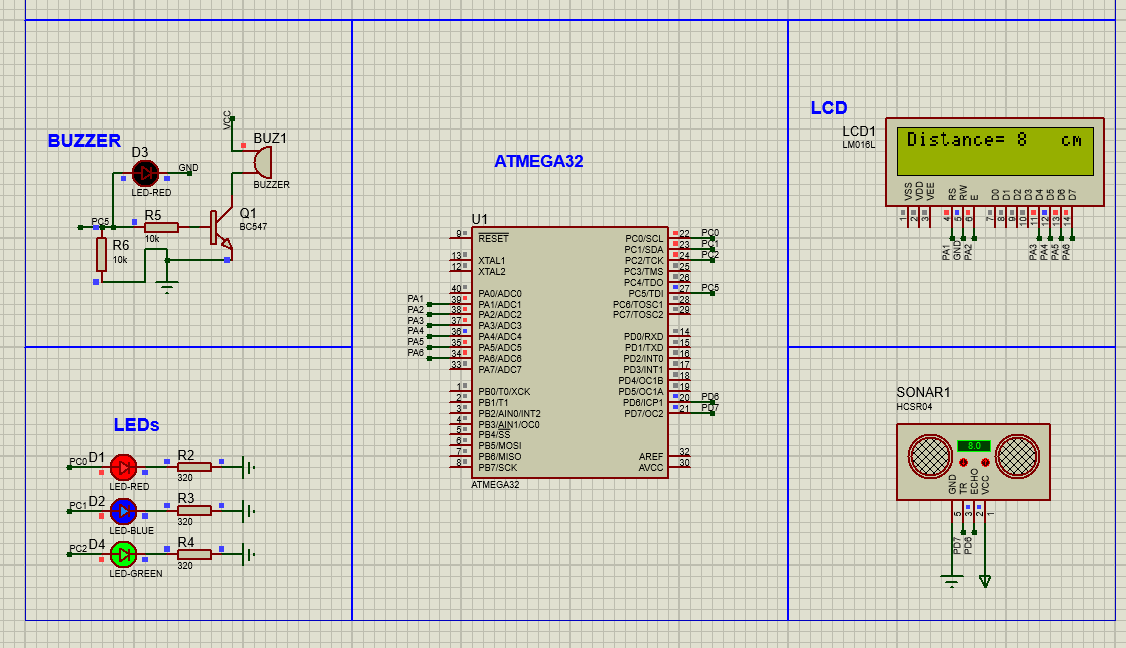 BUZZER
VCC
BUZ1
BUZZER
D3
LED-RED
GND
PC5
R5
10k
R6
10k
Q1
BC547
LEDs
PC0
D1
LED-RED
R2
320
PC1
D2
LED-BLUE
R3
320
PC2
D4
LED-GREEN
R4
320
ATMEGA32
U1
9 RESET
13 XTAL1
12 XTAL2
40 PA0/ADC0
PA1 39 PA1/ADC1
PA2 38 PA2/ADC2
PA3 37 PA3/ADC3
PA4 36 PA4/ADC4
PA5 35 PA5/ADC5
PA6 34 PA6/ADC6
33 PA7/ADC7
1 PB0/T0/XCK
2 PB1/T1
3 PB2/AIN0/INT2
4 PB3/AIN1/OC0
5 PB4/SS
6 PB5/MOSI
7 PB6/MISO
8 PB7/SCK
PC0/SCL 22 PC0
PC1/SDA 23 PC1
PC2/TCK 24 PC2
PC3/TMS 25
PC4/TDO 26
PC5/TDI 27 PC5
PC6/TOSC1 28
PC7/TOSC2 29
PD0/RXD 14
PD1/TXD 15
PD2/INT0 16
PD3/INT1 17
PD4/OC1B 18
PD5/OC1A 19
PD6/ICP1 20 PD6
PD7/OC2 21 PD7
AREF 32
AVCC 30
ATMEGA32
LCD
LCD1
LM016L
Distance= 8 cm
VSS VDD VEE RS RW E D0 D1 D2 D3 D4 D5 D6 D7
1 2 3 4 5 6 7 8 9 10 11 12 13 14
PA1 GND PA2 PA3 PA4 PA5 PA6
SONAR1
HCSR04
8.0
GND TR ECHO VCC
5 3 2 1
PD7 PD6